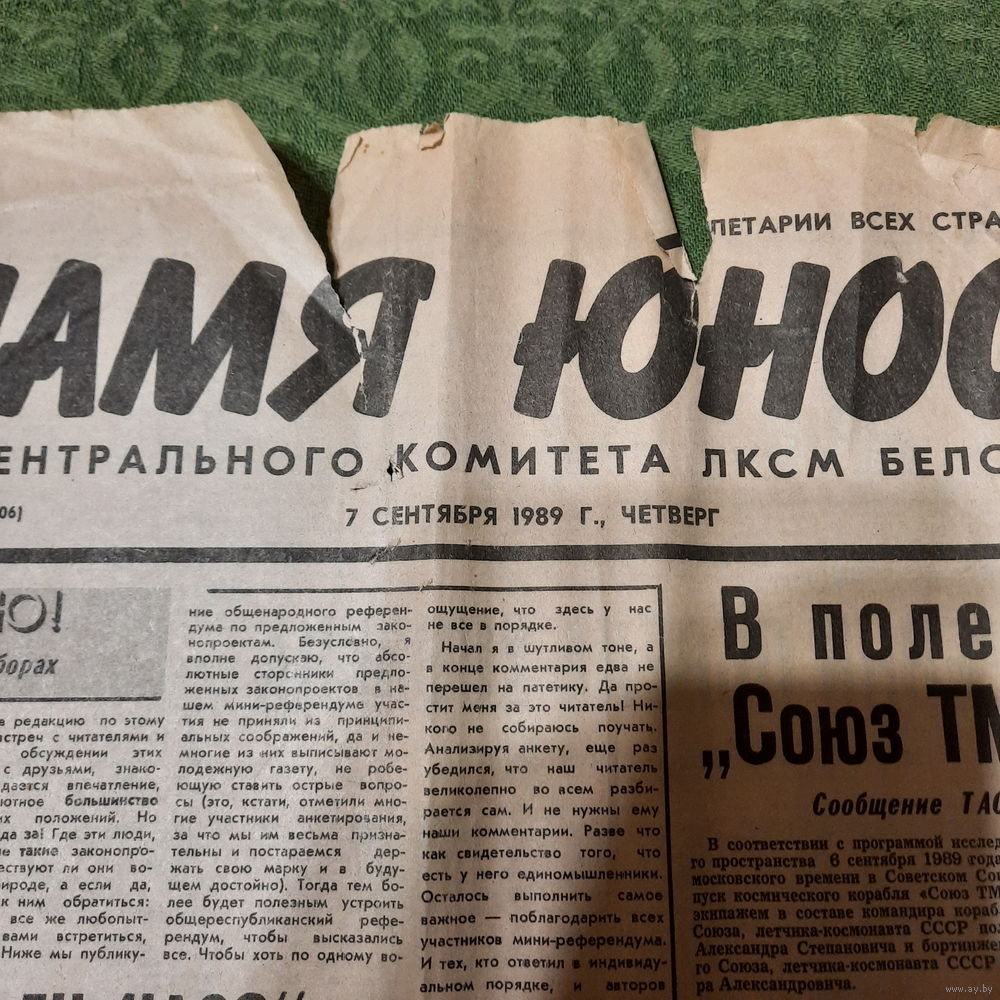 ЛЕТАРИИ ВСЕХ СТРА
АМЯ ЮНОС
ЕНТРАЛЬНОГО КОМИТЕТА ЛКСМ БЕЛО
06)
7 СЕНТЯБРЯ 1989 Г., ЧЕТВЕРГ
НО!
борах
в редакцию по этому
встреч с читателями и
обсуждении этих
с друзьями, знако-
дается впечатление,
лютное большинство
их положений. Но
да за! Где эти люди,
е такие законопро-
ествуют ли они во-
ироде, а если да,
к ним обратиться:
все же любопыт-
вами встретиться,
Ниже мы публику-
ние общенародного референ-
дума по предложенным зако-
нопроектам. Безусловно, я
вполне допускаю, что абсо-
лютные сторонники предло-
женных законопроектов в на-
шем мини-референдуме учас-
тия не приняли из принципи-
альных соображений, да и не-
многие из них выписывают мо-
лодежную газету, не робе-
ющую ставить острые вопро-
сы (это, кстати, отметили мно-
гие участники анкетирования,
за что мы им весьма призна-
тельны и постараемся дер-
жать свою марку и в буду-
щем достойно). Тогда тем бо-
лее будет полезным устроить
общереспубликанский рефе-
рендум, чтобы высказались
все. Чтобы хоть по одному во-
ощущение, что здесь у нас
не все в порядке.
Начал я в шутливом тоне, а
в конце комментария едва не
перешел на патетику. Да про-
стит меня за это читатель! Ни-
кого не собираюсь поучать.
Анализируя анкету, еще раз
убедился, что наш читатель
великолепно во всем разби-
рается сам. И не нужны ему
наши комментарии. Разве что
как свидетельство того, что
есть у него единомышленники.
Осталось выполнить самое
важное — поблагодарить всех
участников мини-референдума.
И тех, кто ответил в индивиду-
альном порядке, и авторов
В поле
„Союз ТМ
Сообщение ТАС
В соответствии с программой исслед
го пространства 6 сентября 1989 года
московского времени в Советском Сою
пуск космического корабля «Союз ТМ
экипажем в составе командира кораб
Союза, летчика-космонавта СССР пол
Александра Степановича и бортинжен
го Союза, летчика-космонавта СССР
ра Александровича.
www.ay.by